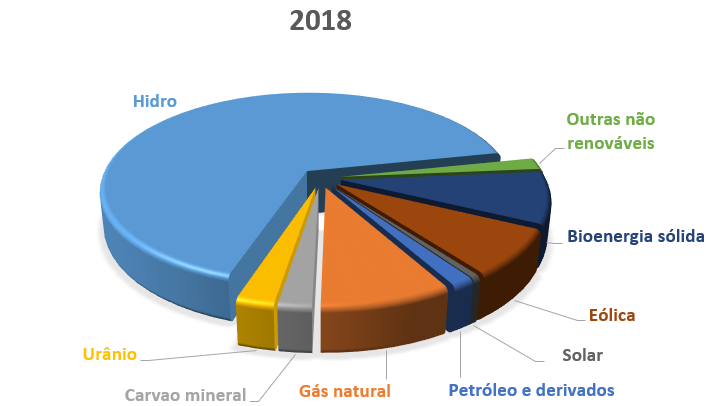 2018
Hidro
Outras não
renováveis
Bioenergia sólida
Eólica
Solar
Urânio
Carvao mineral
Gás natural
Petróleo e derivados